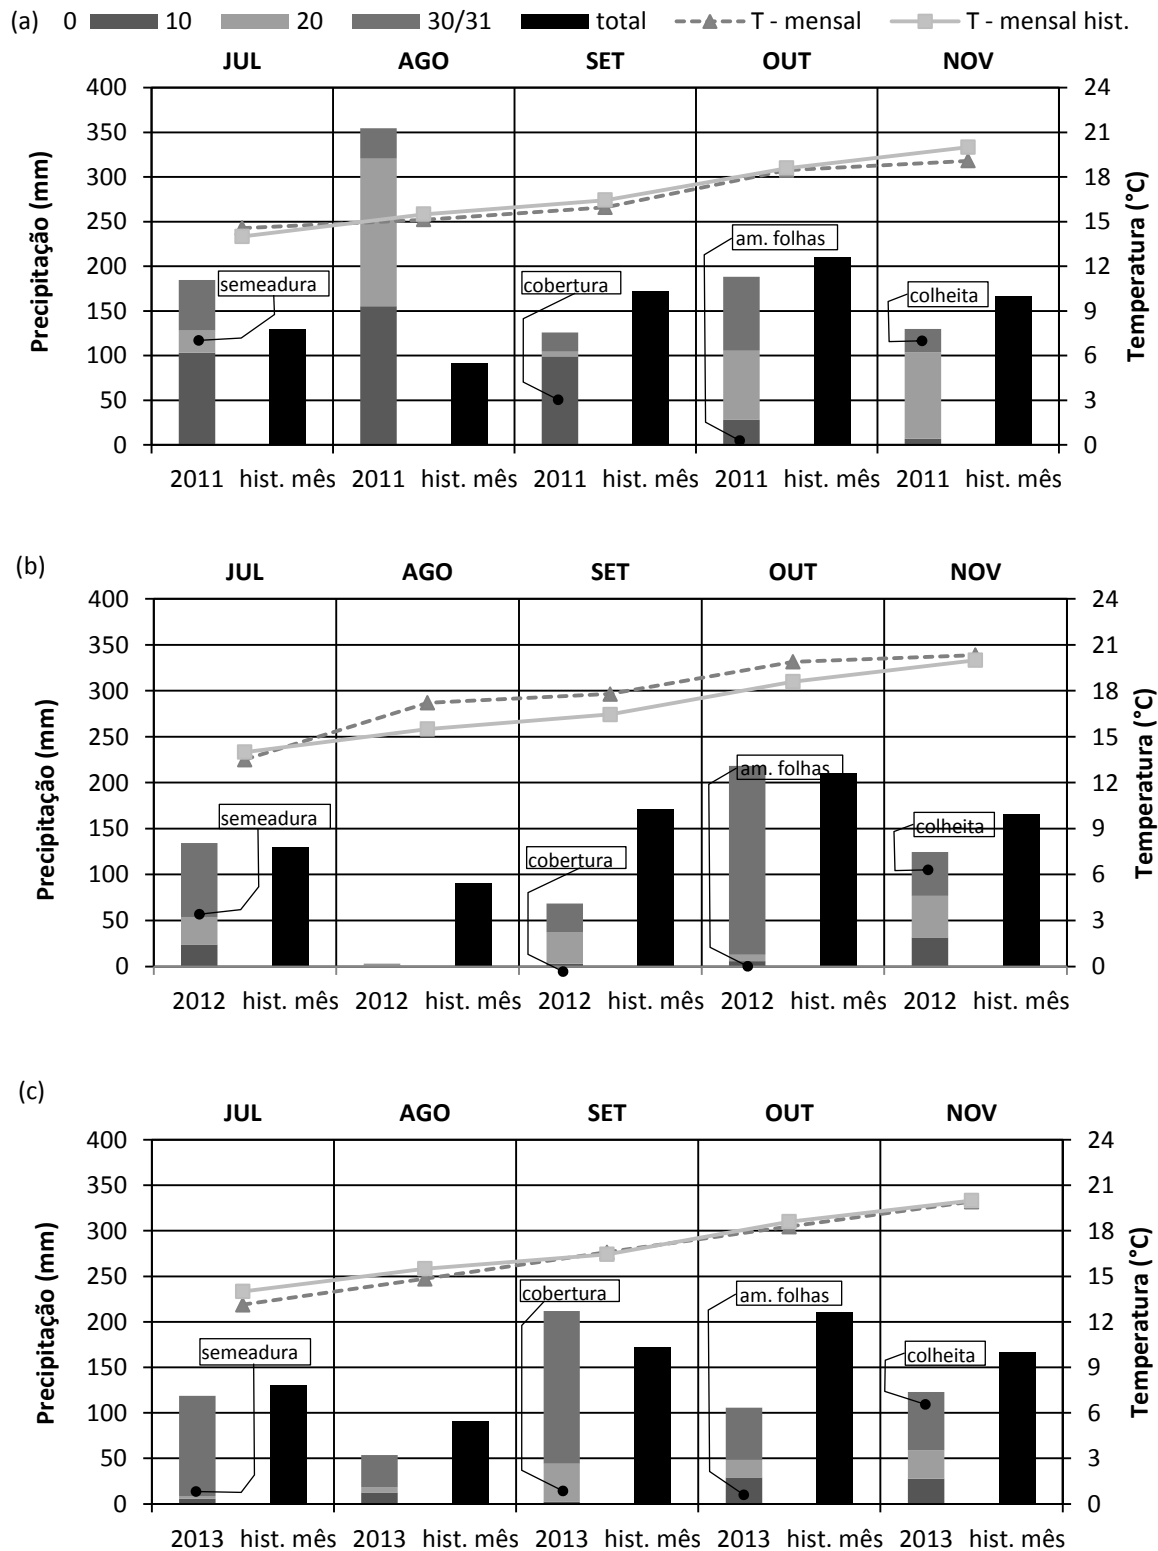 (a) 0 10 20 30/31 total T - mensal T - mensal hist.
JUL AGO SET OUT NOV
Precipitação (mm)
400
350
300
250
200
150
100
50
0
semeadura
cobertura
am. folhas
colheita
24
21
18
15
12
9
6
3
0
Temperatura (°C)
2011 hist. mês 2011 hist. mês 2011 hist. mês 2011 hist. mês 2011 hist. mês
(b)
JUL AGO SET OUT NOV
Precipitação (mm)
400
350
300
250
200
150
100
50
0
semeadura
cobertura
am. folhas
colheita
24
21
18
15
12
9
6
3
0
Temperatura (°C)
2012 hist. mês 2012 hist. mês 2012 hist. mês 2012 hist. mês 2012 hist. mês
(c)
JUL AGO SET OUT NOV
Precipitação (mm)
400
350
300
250
200
150
100
50
0
semeadura
cobertura
am. folhas
colheita
24
21
18
15
12
9
6
3
0
Temperatura (°C)
2013 hist. mês 2013 hist. mês 2013 hist. mês 2013 hist. mês 2013 hist. mês